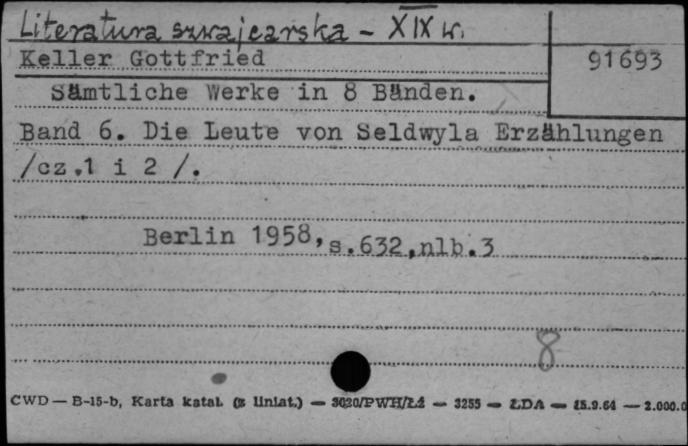 Literatura szwajcarska - XIX w.
Keller Gottfried
91693
Sämtliche Werke in 8 Bänden.
Band 6. Die Leute von Seldwyla Erzählungen
/cz.1 i 2 /.
Berlin 1958, s.632,nlb.3
8
CWD — B-15-b, Karta katal. (z liniat.) — 3020/PWH/Łź — 3255 — ŁDA — 15.9.64 — 2.000.0